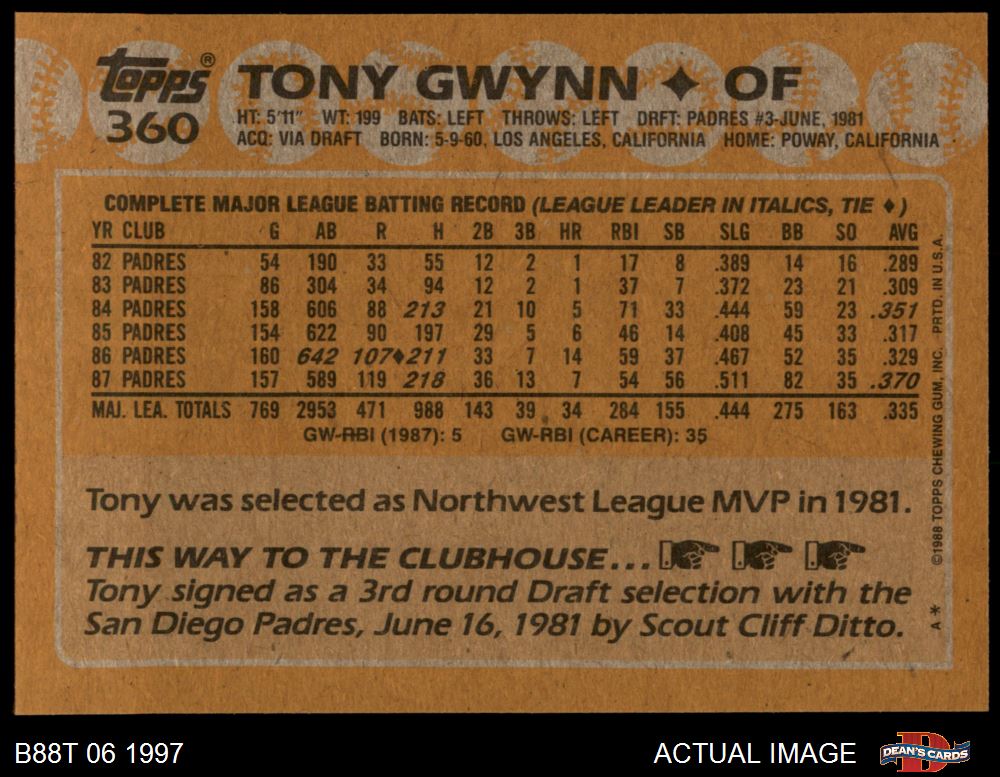 topps® TONY GWYNN ♦ OF
360 HT: 5'11" WT: 199 BATS: LEFT THROWS: LEFT DRFT: PADRES #3-JUNE, 1981
ACQ: VIA DRAFT BORN: 5-9-60, LOS ANGELES, CALIFORNIA HOME: POWAY, CALIFORNIA
COMPLETE MAJOR LEAGUE BATTING RECORD (LEAGUE LEADER IN ITALICS, TIE ♦)
YR CLUB G AB R H 2B 3B HR RBI SB SLG BB SO AVG
82 PADRES 54 190 33 55 12 2 1 17 8 .389 14 16 .289
83 PADRES 86 304 34 94 12 2 1 37 7 .372 23 21 .309
84 PADRES 158 606 88 213 21 10 5 71 33 .444 59 23 .351
85 PADRES 154 622 90 197 29 5 6 46 14 .408 45 33 .317
86 PADRES 160 642 107♦211 33 7 14 59 37 .467 52 35 .329
87 PADRES 157 589 119 218 36 13 7 54 56 .511 82 35 .370
MAJ. LEA. TOTALS 769 2953 471 988 143 39 34 284 155 .444 275 163 .335
GW-RBI (1987): 5 GW-RBI (CAREER): 35
Tony was selected as Northwest League MVP in 1981.
THIS WAY TO THE CLUBHOUSE...
Tony signed as a 3rd round Draft selection with the
San Diego Padres, June 16, 1981 by Scout Cliff Ditto.
A* ©1988 TOPPS CHEWING GUM, INC. PRTD. IN U.S.A.
B88T 06 1997 ACTUAL IMAGE DEAN'S CARDS